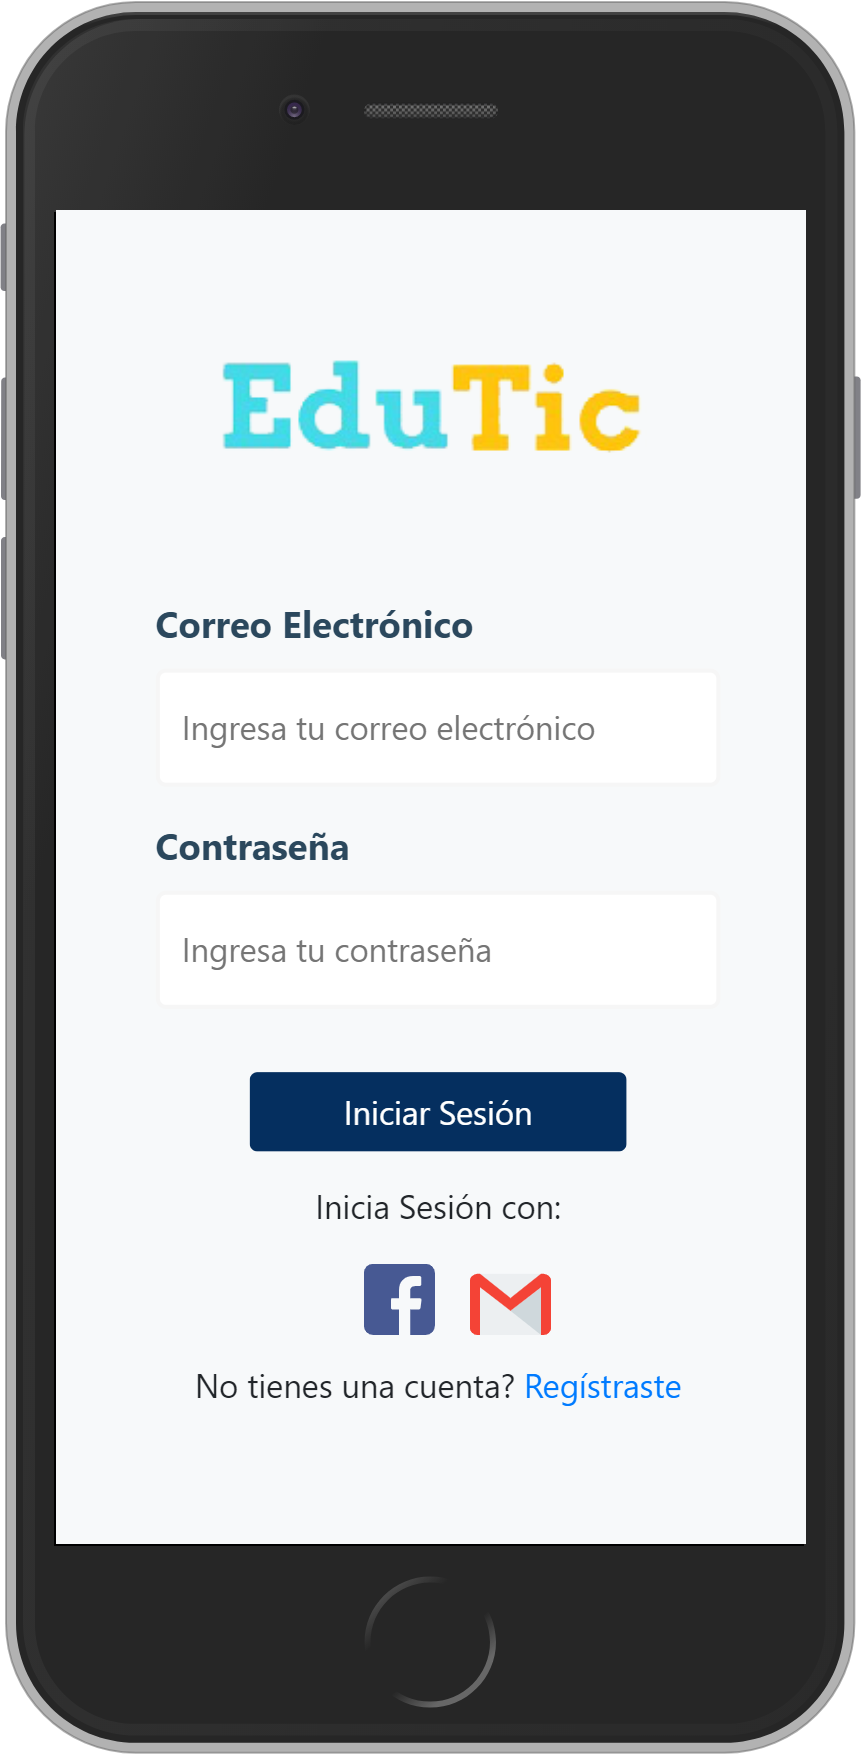 EduTic
Correo Electrónico
Ingresa tu correo electrónico
Contraseña
Ingresa tu contraseña
Iniciar Sesión
Inicia Sesión con:
No tienes una cuenta? Regístraste